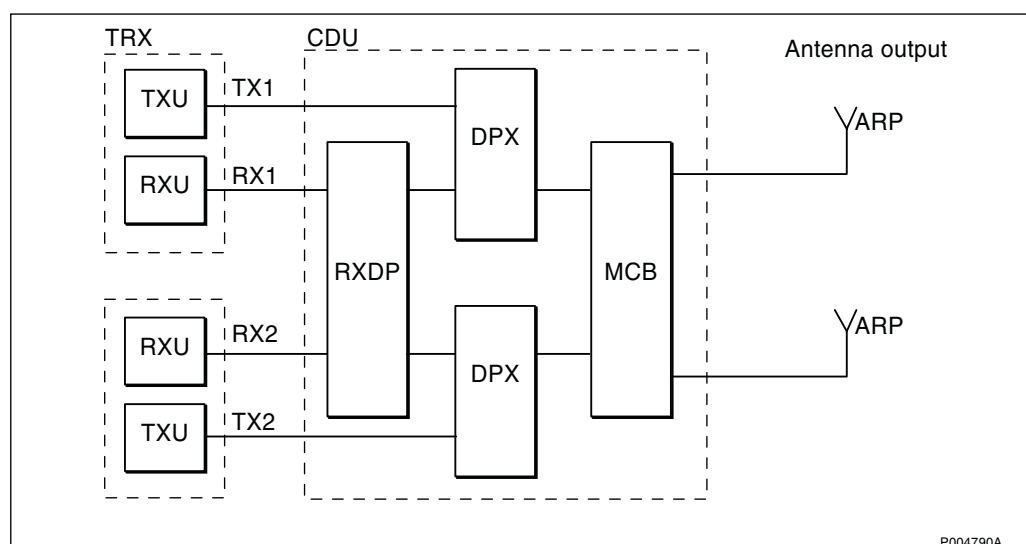 TRX
CDU
Antenna output
TXU
TX1
DPX
ARP
RXU
RX1
RXDP
MCB
RXU
RX2
DPX
ARP
TXU
TX2
P004790A